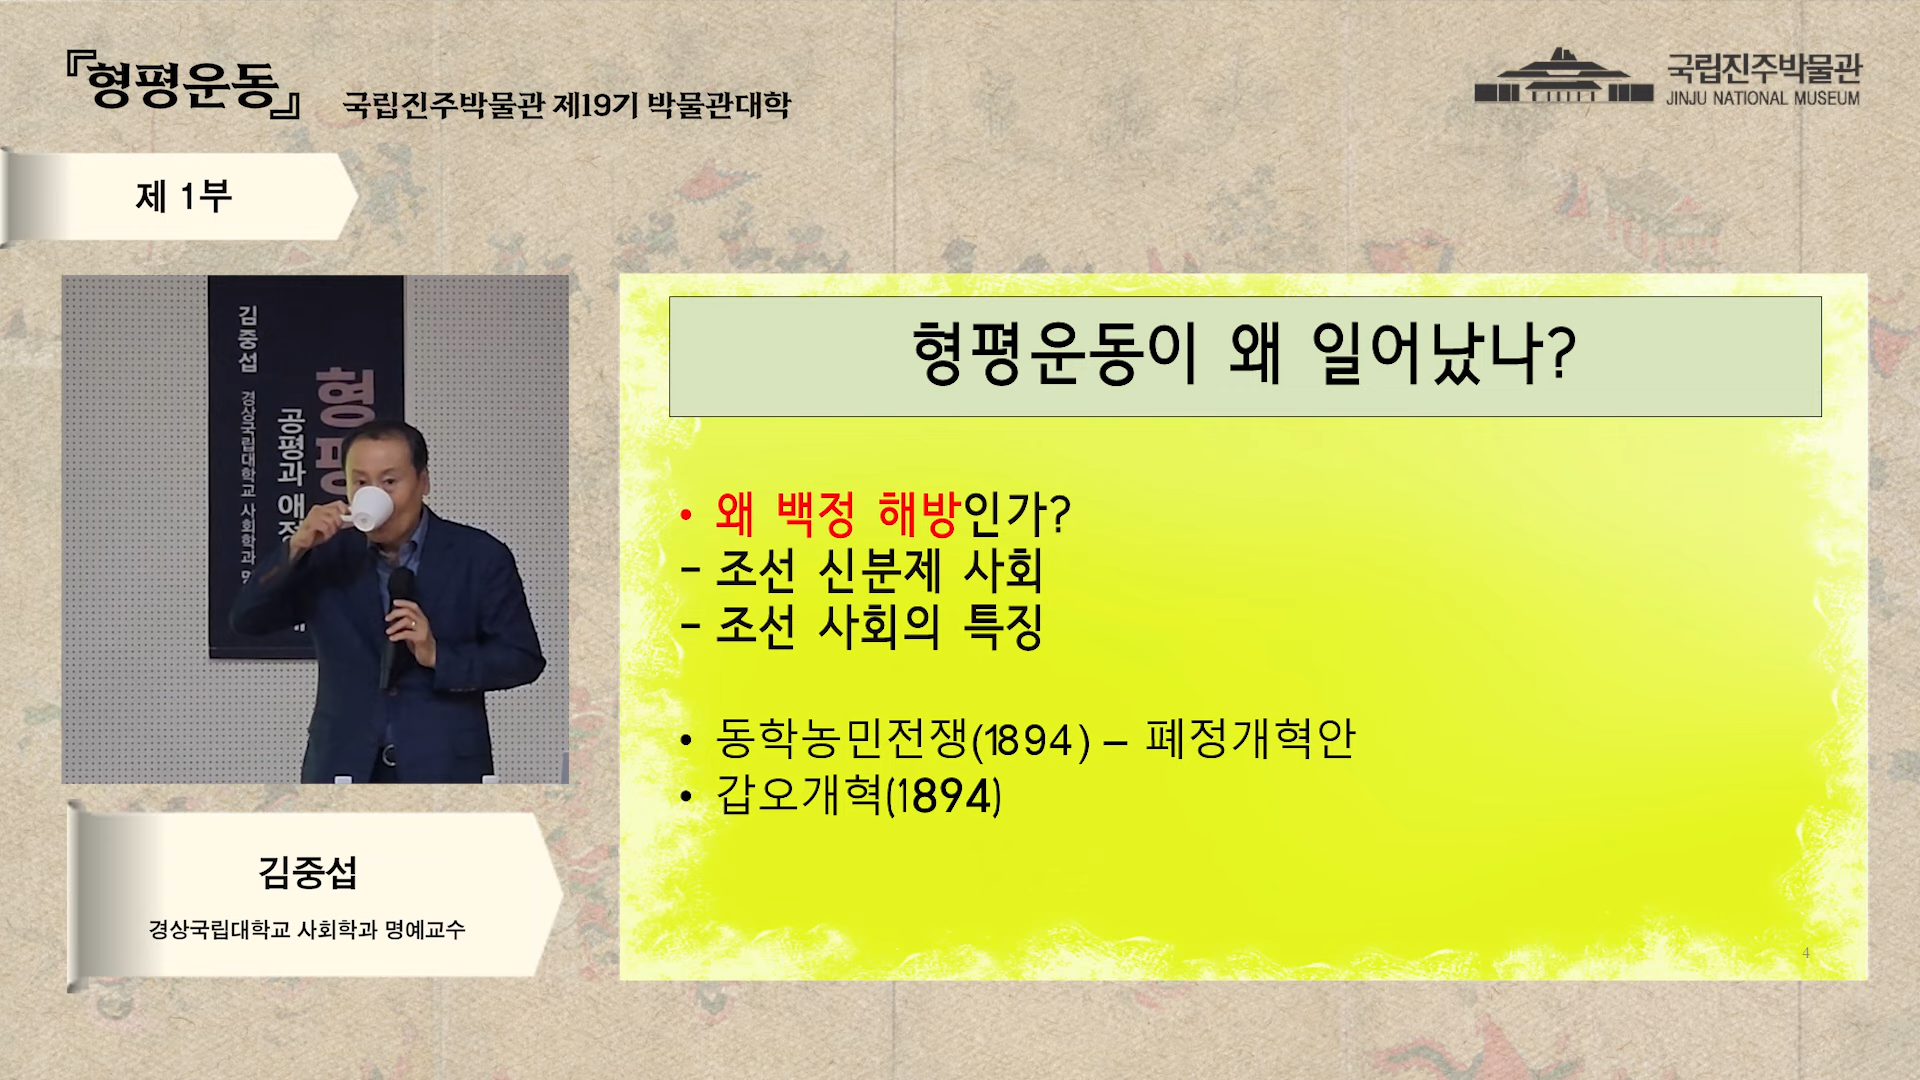 『형평운동』
국립진주박물관 제19기 박물관대학
국립진주박물관
JINJU NATIONAL MUSEUM
제 1부
김중섭
경상국립대학교 사회학과
공평과 애정
형평
형평운동이 왜 일어났나?
• 왜 백정 해방인가?
- 조선 신분제 사회
- 조선 사회의 특징
• 동학농민전쟁(1894) – 폐정개혁안
• 갑오개혁(1894)
4
김중섭
경상국립대학교 사회학과 명예교수